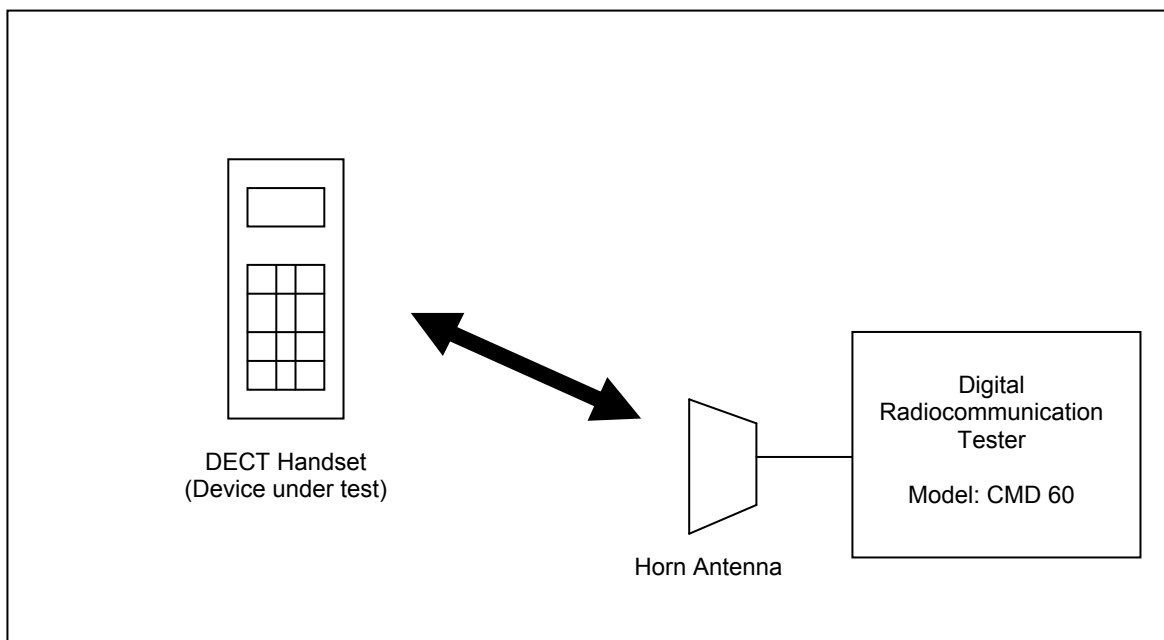 DECT Handset
(Device under test)
Horn Antenna
Digital
Radiocommunication
Tester
Model: CMD 60